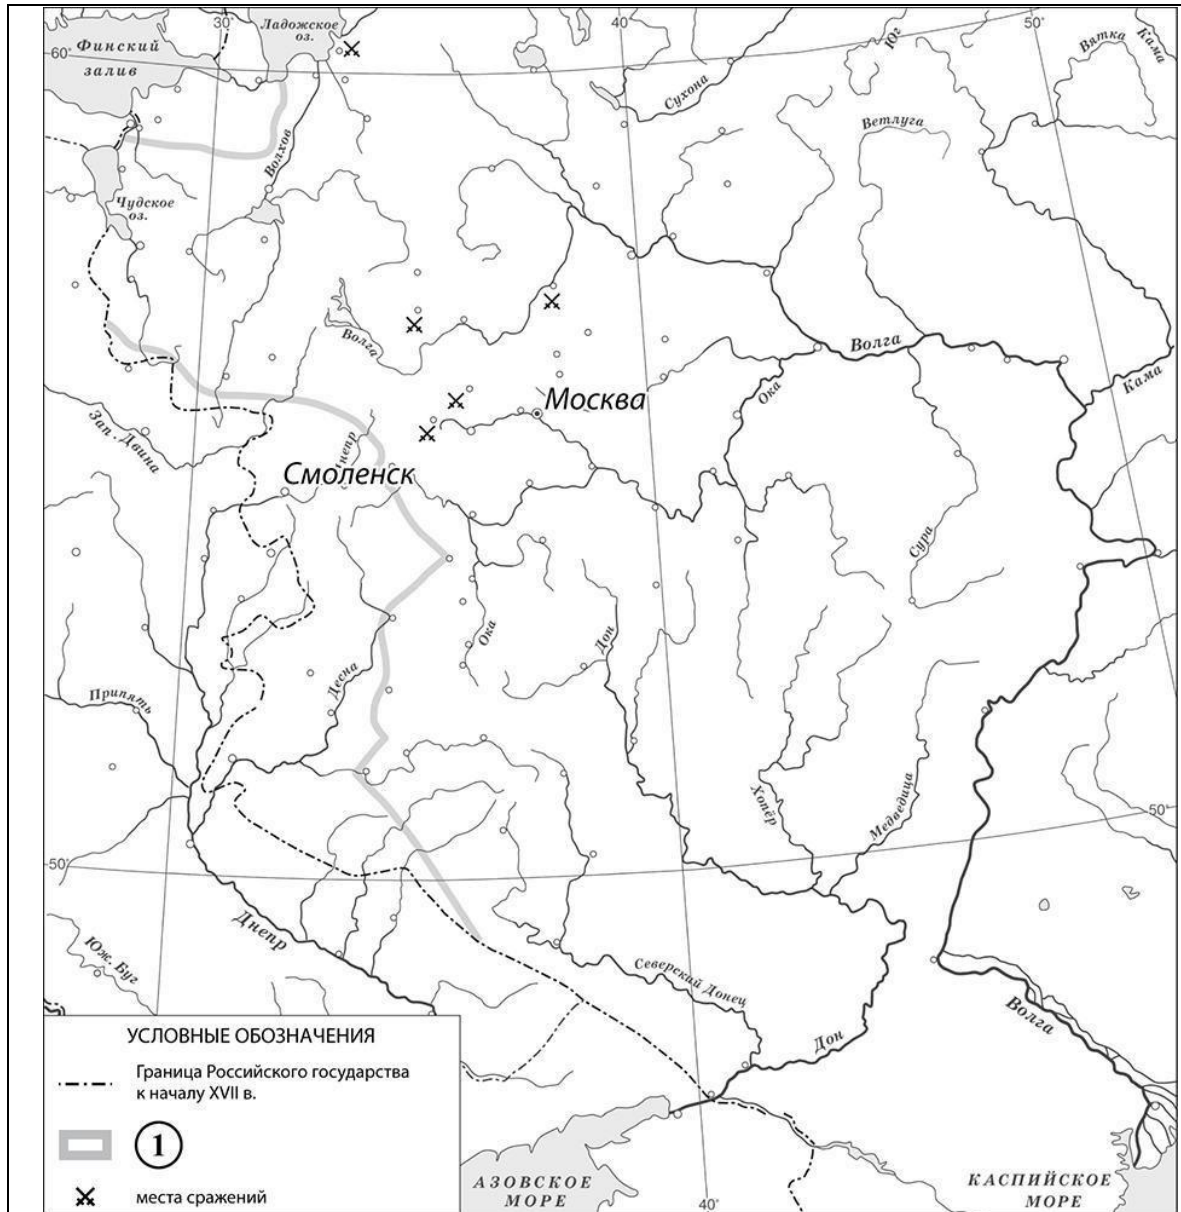 30°
Ладожское
оз.
40°
50°
60°
Финский
залив
Юг
Вятка
Кама
Сухона
Ветлуга
Волхов
Чудское
оз.
Волга
Волга
Кама
Москва
Ока
Зап. Двина
Днепр
Смоленск
Сура
Ока
Дон
Десна
Припять
Хопёр
Медведица
50°
50°
Днепр
Юж. Буг
Северский Донец
Дон
Волга
УСЛОВНЫЕ ОБОЗНАЧЕНИЯ
Граница Российского государства
к началу XVII в.
1
места сражений
АЗОВСКОЕ
МОРЕ
40°
КАСПИЙСКОЕ
МОРЕ